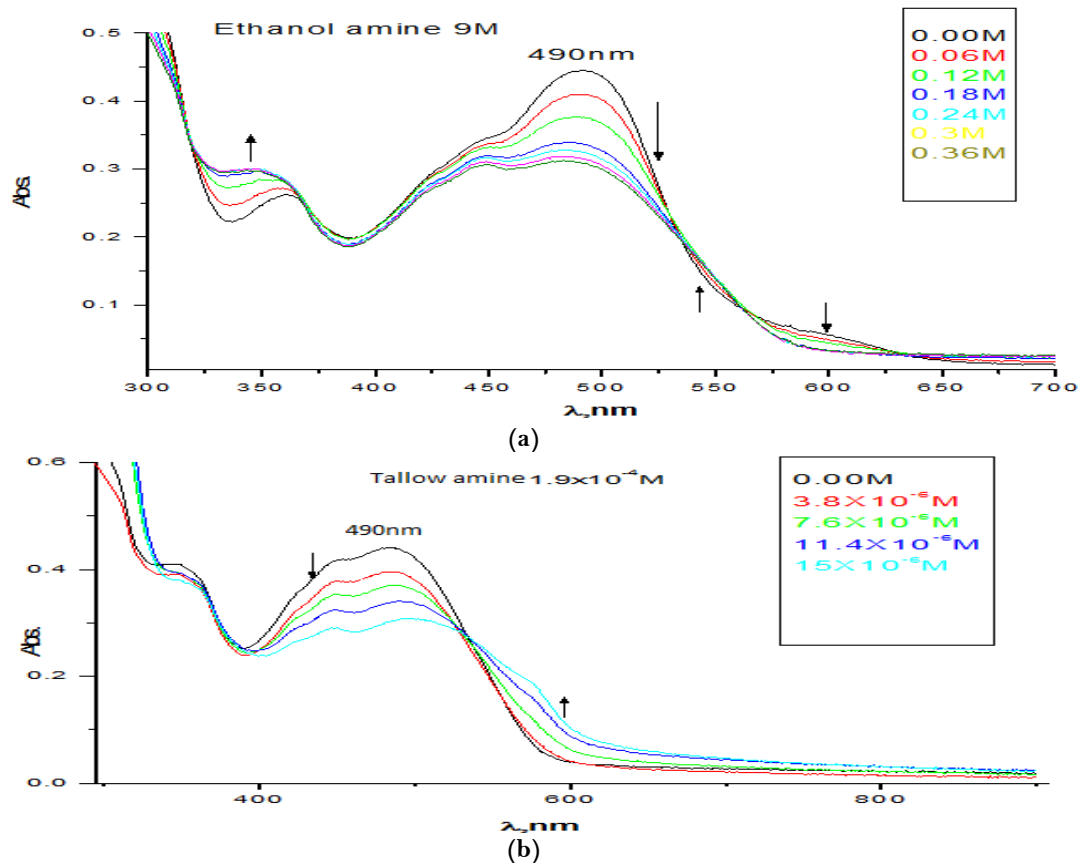 Ethanol amine 9M
490nm
0.00M
0.06M
0.12M
0.18M
0.24M
0.3M
0.36M
0.5
0.4
0.3
0.2
0.1
Abs.
300 350 400 450 500 550 600 650 700
λ,nm
(a)
Tallow amine 1.9x10⁻⁴M
490nm
0.00M
3.8X10⁻⁶M
7.6X10⁻⁶M
11.4X10⁻⁶M
15X10⁻⁶M
0.6
0.4
0.2
0.0
Abs.
400 600 800
λ,nm
(b)